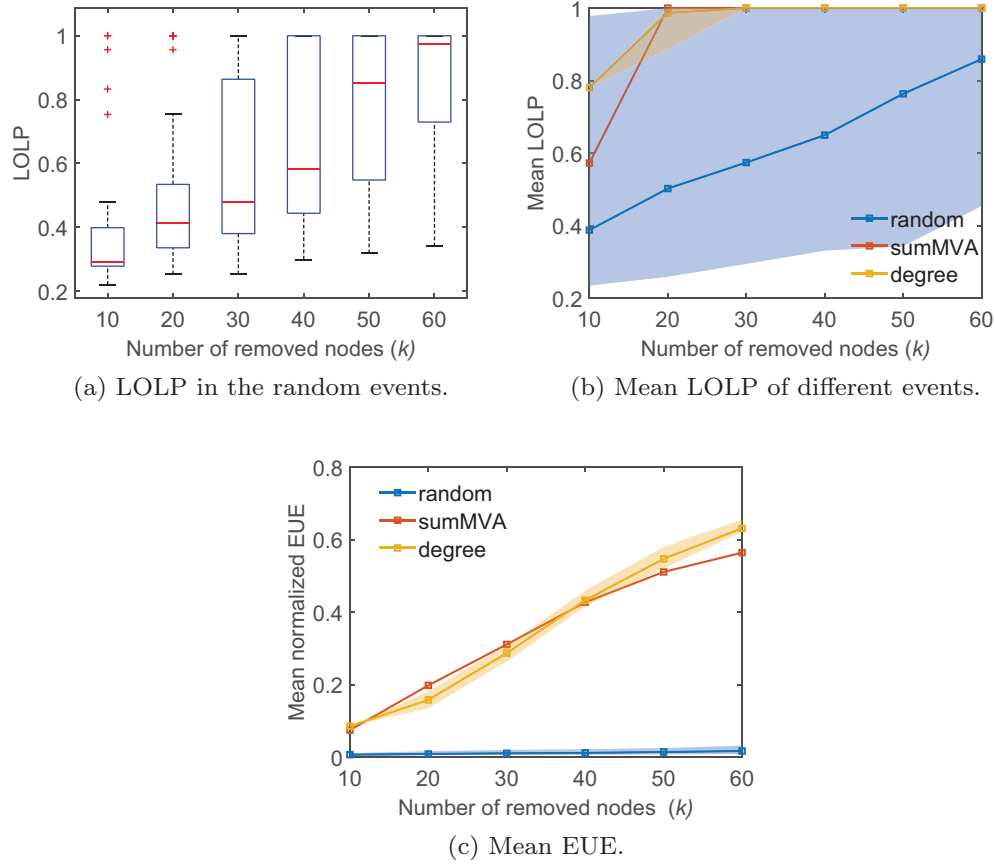 1
0.8
0.6
0.4
0.2
LOLP
10 20 30 40 50 60
Number of removed nodes (k)
(a) LOLP in the random events.
1
0.8
0.6
0.4
0.2
Mean LOLP
random
sumMVA
degree
10 20 30 40 50 60
Number of removed nodes (k)
(b) Mean LOLP of different events.
0.8
0.6
0.4
0.2
0
Mean normalized EUE
random
sumMVA
degree
10 20 30 40 50 60
Number of removed nodes (k)
(c) Mean EUE.